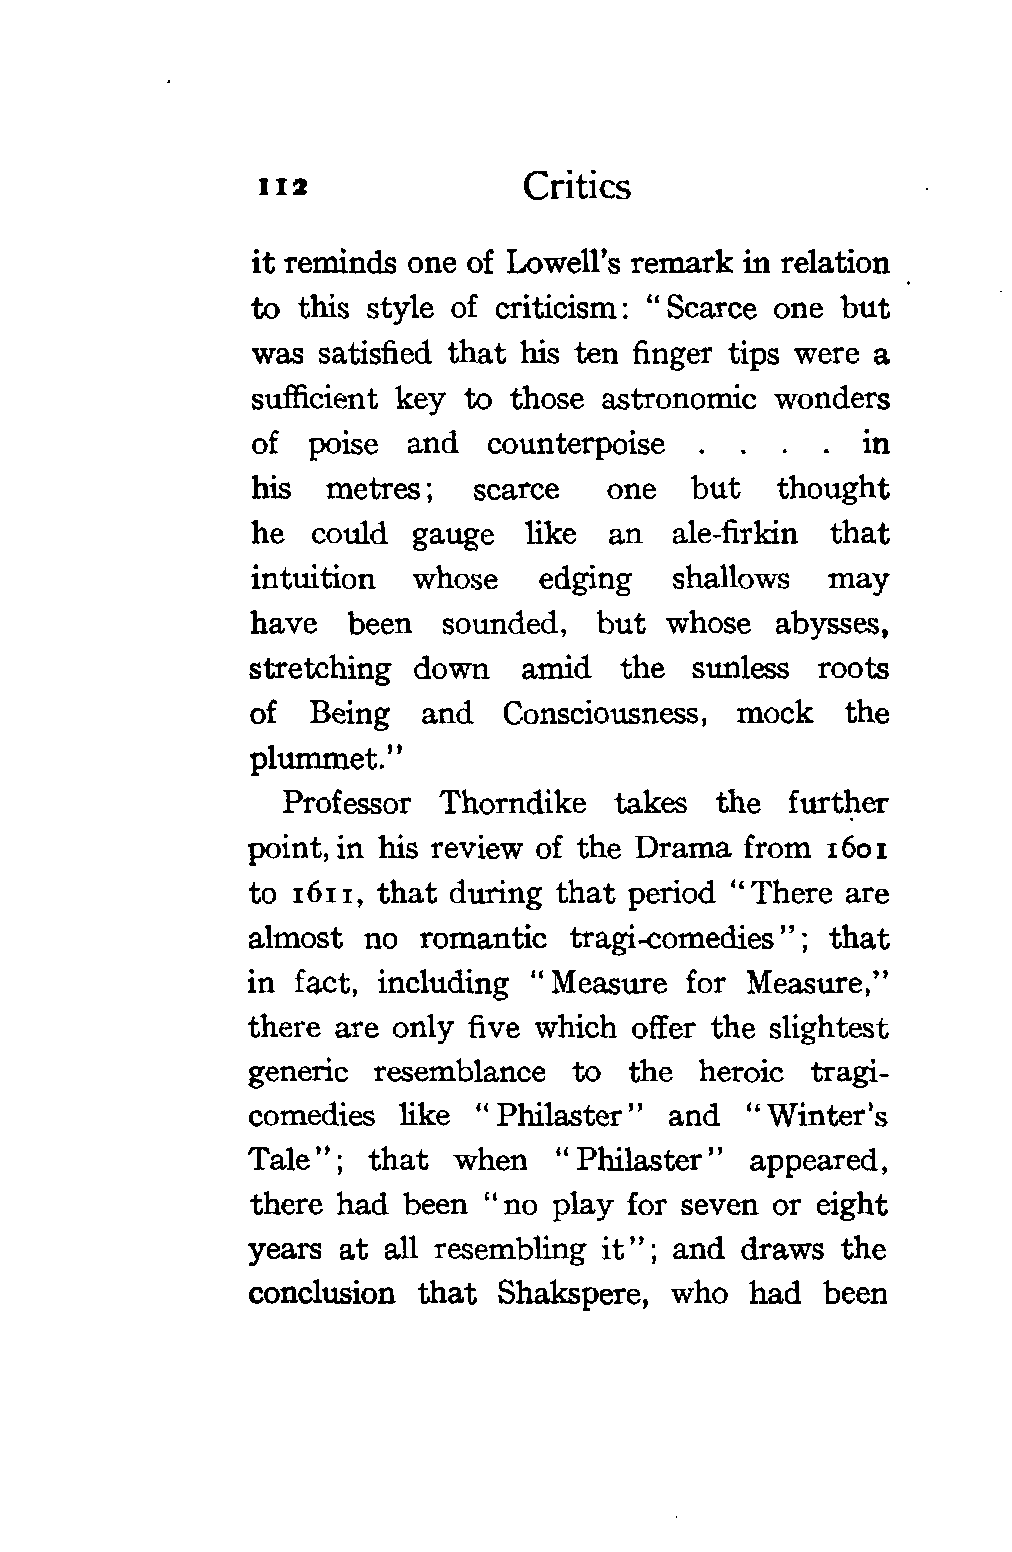 112 Critics
it reminds one of Lowell's remark in relation
to this style of criticism: "Scarce one but
was satisfied that his ten finger tips were a
sufficient key to those astronomic wonders
of poise and counterpoise . . . . in
his metres; scarce one but thought
he could gauge like an ale-firkin that
intuition whose edging shallows may
have been sounded, but whose abysses,
stretching down amid the sunless roots
of Being and Consciousness, mock the
plummet."
Professor Thorndike takes the further
point, in his review of the Drama from 1601
to 1611, that during that period "There are
almost no romantic tragi-comedies"; that
in fact, including "Measure for Measure,"
there are only five which offer the slightest
generic resemblance to the heroic tragi-
comedies like "Philaster" and "Winter's
Tale"; that when "Philaster" appeared,
there had been "no play for seven or eight
years at all resembling it"; and draws the
conclusion that Shakspere, who had been